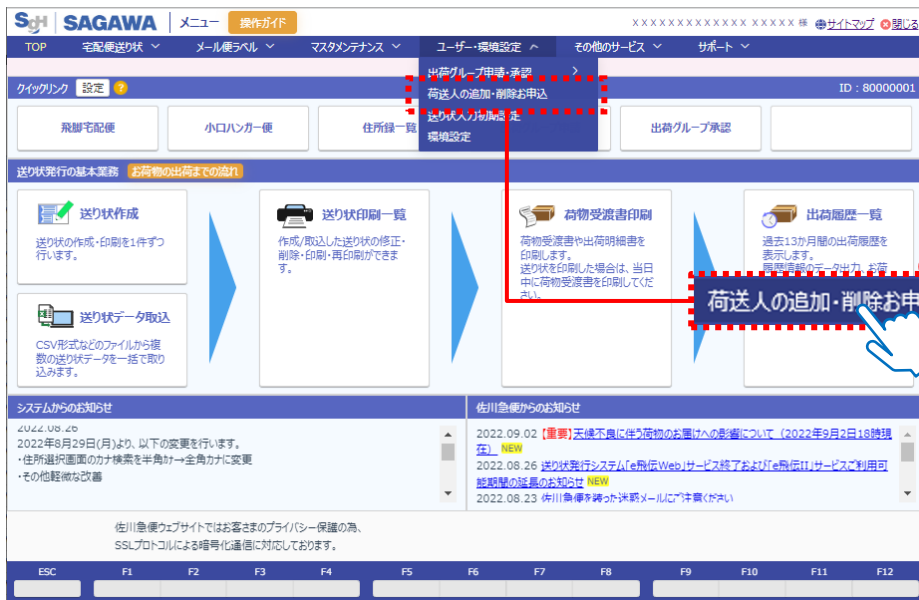 SGH SAGAWA メニュー 操作ガイド XXXXXXXXXXXXXX XXXXX 様 サイトマップ 閉じる
TOP 宅配便送り状 メール便ラベル マスタメンテナンス ユーザー・環境設定 その他のサービス サポート
出荷グループ申請・承認
荷送人の追加・削除お申込
送り状入力初期設定
環境設定
クイックリンク 設定 ? ID：80000001
飛脚宅配便 小口ハンガー便 住所録一覧 出荷グループ承認
送り状発行の基本業務 お荷物の出荷までの流れ
送り状作成
送り状の作成・印刷を1件ずつ
行います。
送り状データ取込
CSV形式などのファイルから複
数の送り状データを一括で取り
込みます。
送り状印刷一覧
作成/取込した送り状の修正・
削除・印刷・再印刷ができま
す。
荷物受渡書印刷
荷物受渡書や出荷明細書を
印刷します。
送り状を印刷した場合は、当日
中に荷物受渡書を印刷してくだ
さい。
出荷履歴一覧
過去13か月間の出荷履歴を
表示します。
履歴情報のデータ出力、お荷
荷送人の追加・削除お申
システムからのお知らせ
2022.08.26
2022年8月29日(月)より、以下の変更を行います。
・住所選択画面のカナ検索を半角カナ→全角カナに変更
・その他軽微な改善
佐川急便からのお知らせ
2022.09.02 【重要】天候不良に伴う荷物のお届けへの影響について（2022年9月2日18時現
在） NEW
2022.08.26 送り状発行システム「e飛伝Web」サービス終了および「e飛伝II」サービスご利用可
能期間の延長のお知らせ NEW
2022.08.23 佐川急便を装った迷惑メールにご注意ください
佐川急便ウェブサイトではお客さまのプライバシー保護の為、
SSLプロトコルによる暗号化通信に対応しております。
ESC F1 F2 F3 F4 F5 F6 F7 F8 F9 F10 F11 F12